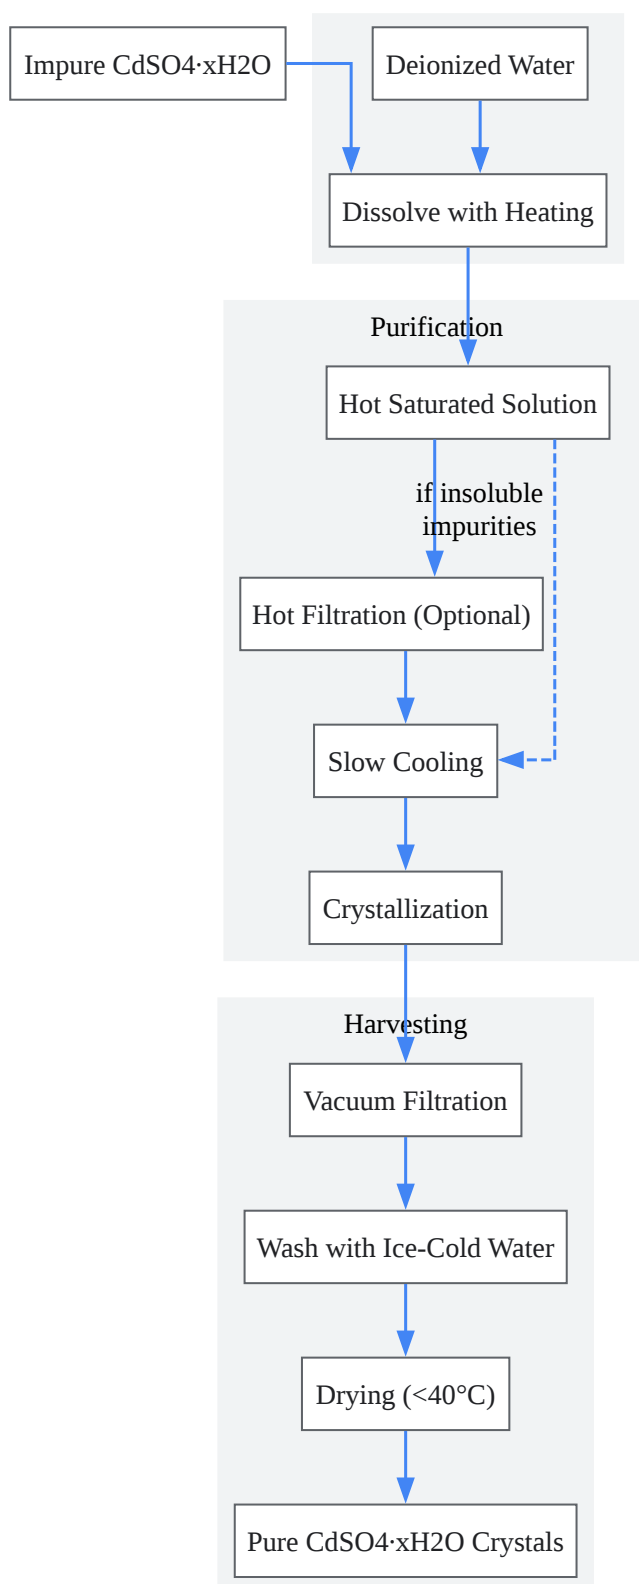 Impure CdSO4·xH2O
Deionized Water
Dissolve with Heating
Purification
Hot Saturated Solution
if insoluble
impurities
Hot Filtration (Optional)
Slow Cooling
Crystallization
Harvesting
Vacuum Filtration
Wash with Ice-Cold Water
Drying (<40°C)
Pure CdSO4·xH2O Crystals